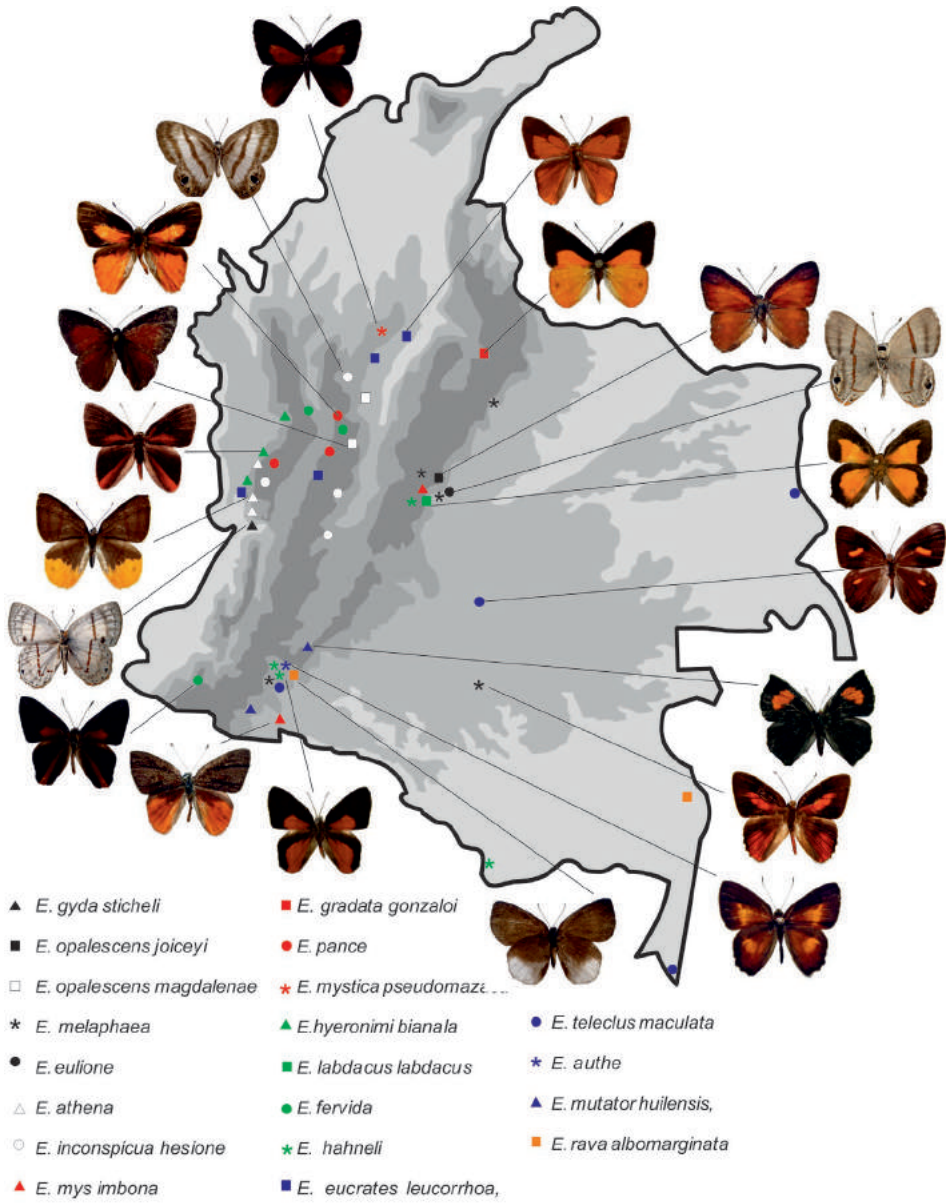 E. gyda sticheli
E. opalescens joiceyi
E. opalescens magdalenae
E. melaphaea
E. eulione
E. athena
E. inconspicua hesione
E. mys imbona
E. gradata gonzaloi
E. pance
E. mystica
E.hyeronimi bianala
E. labdacus labdacus
E. fervida
E. hahneli
E. eucrates leucorrhoa,
E. teleclus maculata
E. authe
E. mutator huilensis,
E. rava albomarginata